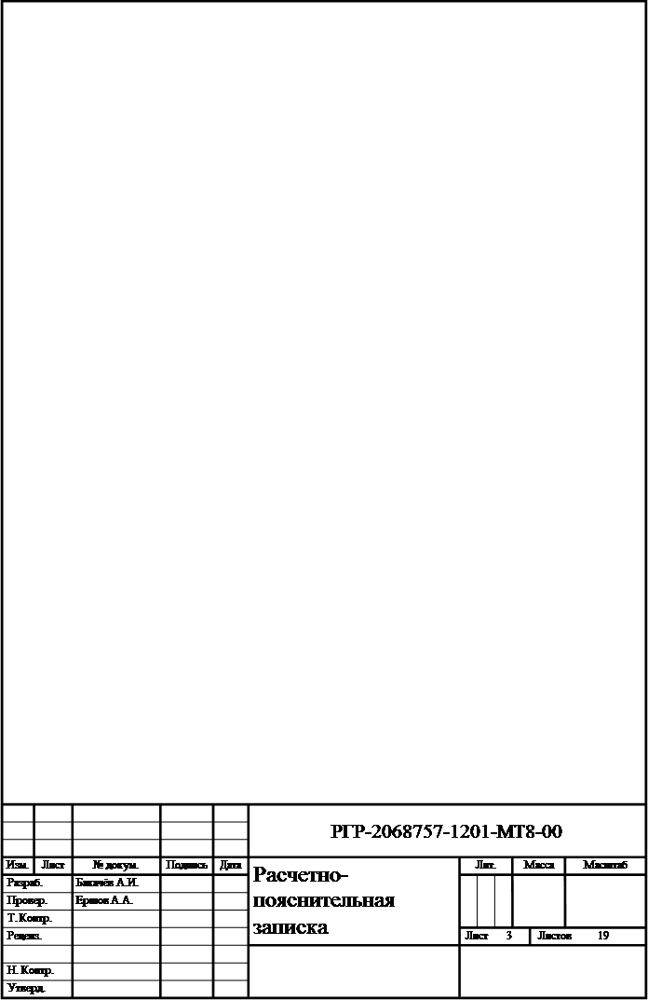 РГР-2068757-1201-МТ8-00
Изм. Лист № докум. Подпись Дата
Разраб. Бакачёв А.И.
Провер. Ершов А.А.
Т. Контр.
Реценз.
Н. Контр.
Утверд.
Расчетно-
пояснительная
записка
Лит. Масса Масштаб
Лист 3 Листов 19